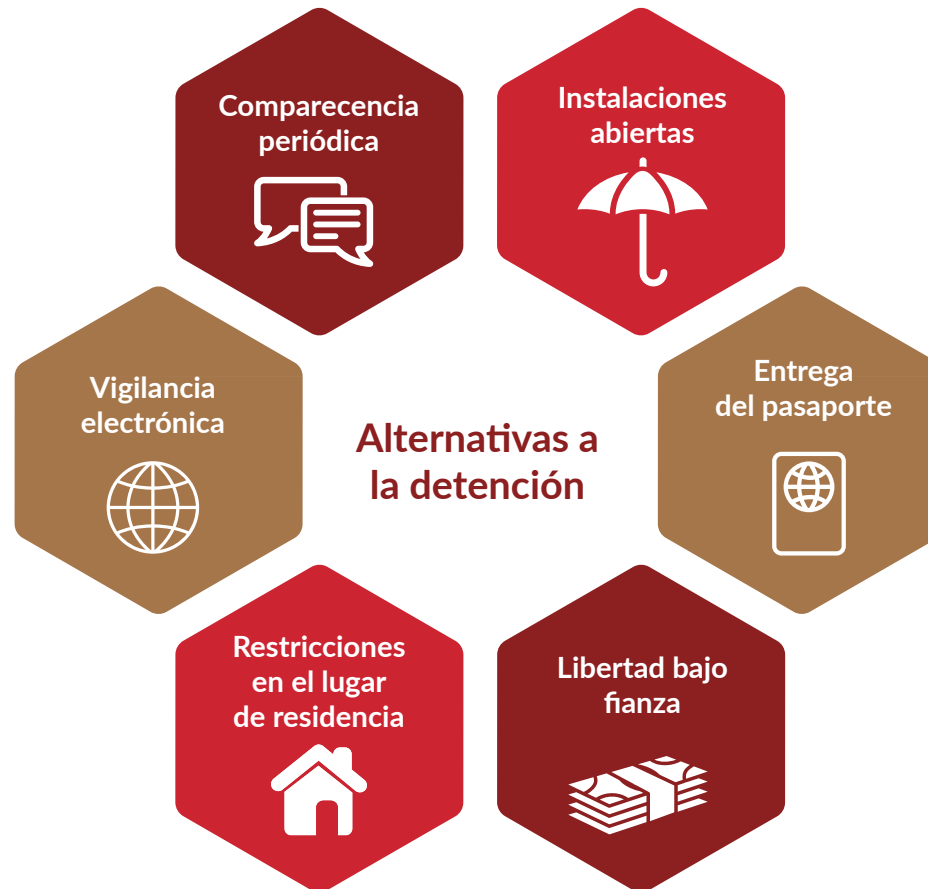 Comparecencia
periódica
Instalaciones
abiertas
Vigilancia
electrónica
Alternativas a
la detención
Entrega
del pasaporte
Restricciones
en el lugar
de residencia
Libertad bajo
fianza